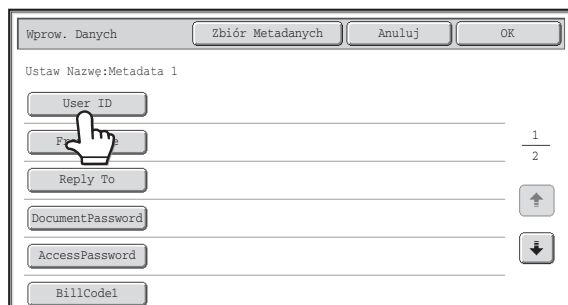 Wprow. Danych Zbiór Metadanych Anuluj OK
Ustaw Nazwę:Metadata 1
User ID
1
2
Reply To
DocumentPassword
AccessPassword
BillCode1